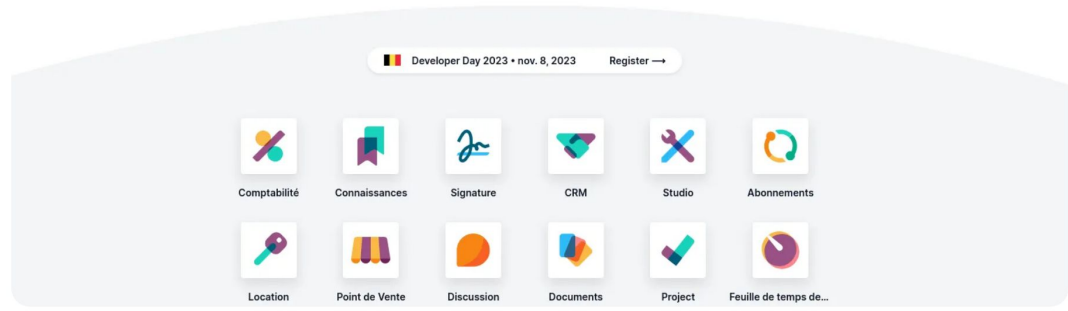 Developer Day 2023 • nov. 8, 2023 Register ⟶
Comptabilité Connaissances Signature CRM Studio Abonnements
Location Point de Vente Discussion Documents Project Feuille de temps de...